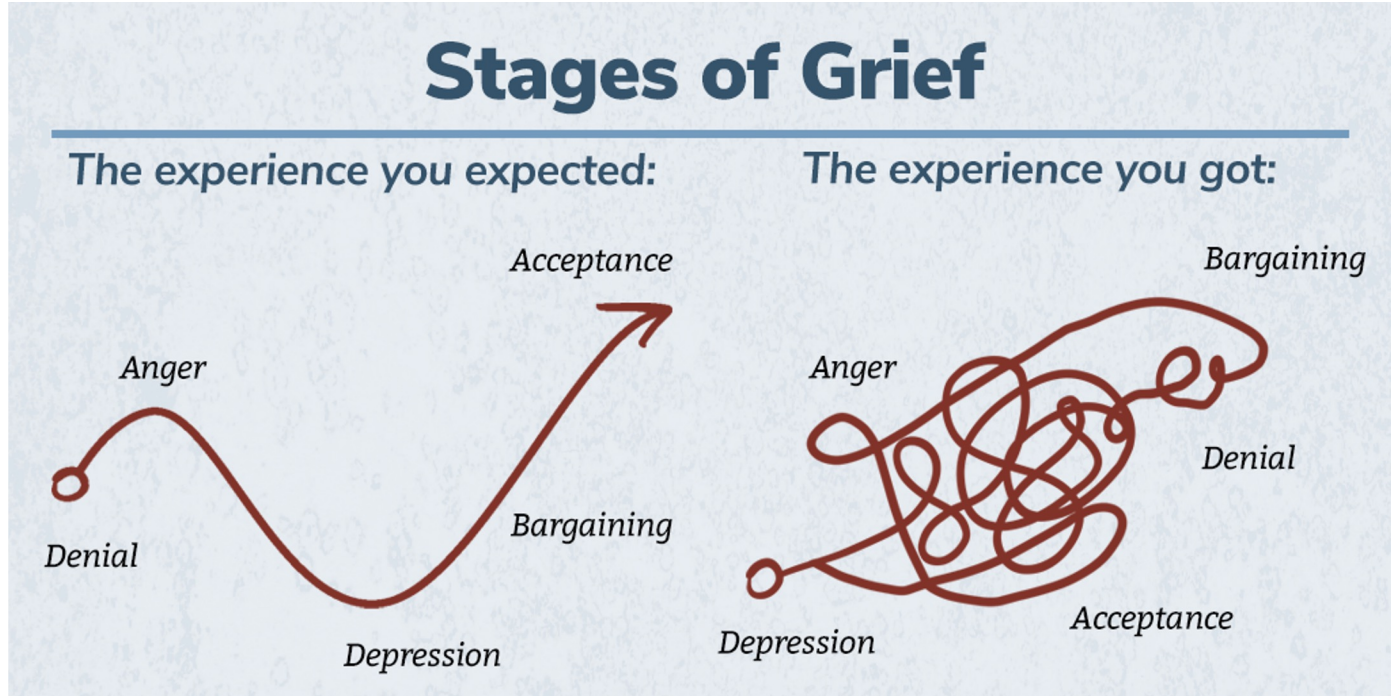 Stages of Grief
The experience you expected:
Acceptance
Anger
Denial
Bargaining
Depression
The experience you got:
Bargaining
Anger
Denial
Acceptance
Depression